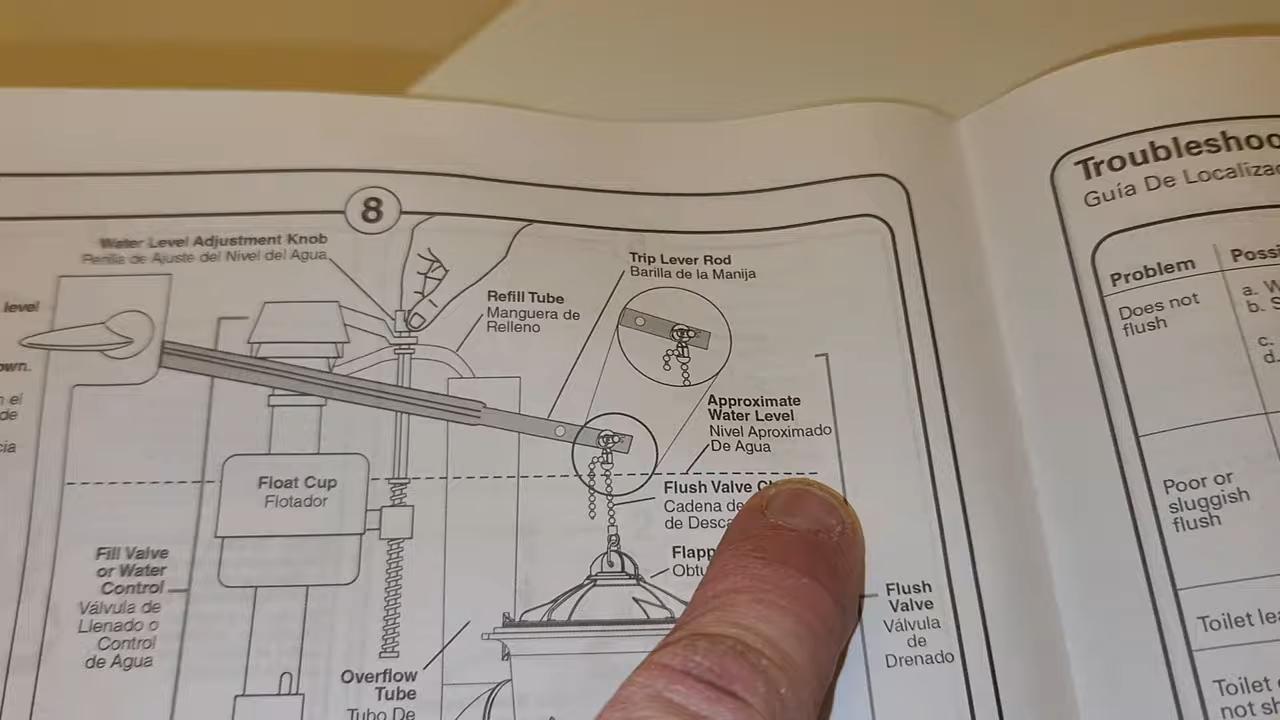 8
Water Level Adjustment Knob
Perilla de Ajuste del Nivel del Agua
level
own.
n el
de
cia
Refill Tube
Manguera de
Relleno
Trip Lever Rod
Barilla de la Manija
Approximate
Water Level
Nivel Aproximado
De Agua
Float Cup
Flotador
Flush Valve
Cadena de
de Desca
Flapp
Obtu
Fill Valve
or Water
Control
Válvula de
Llenado o
Control
de Agua
Overflow
Tube
Tubo De
Flush
Valve
Válvula
de
Drenado
Troubleshoo
Guía De Localizac
Problem
Possi
Does not
flush
a. W
b. S
c.
d.
Poor or
sluggish
flush
Toilet lea
Toilet
not sh